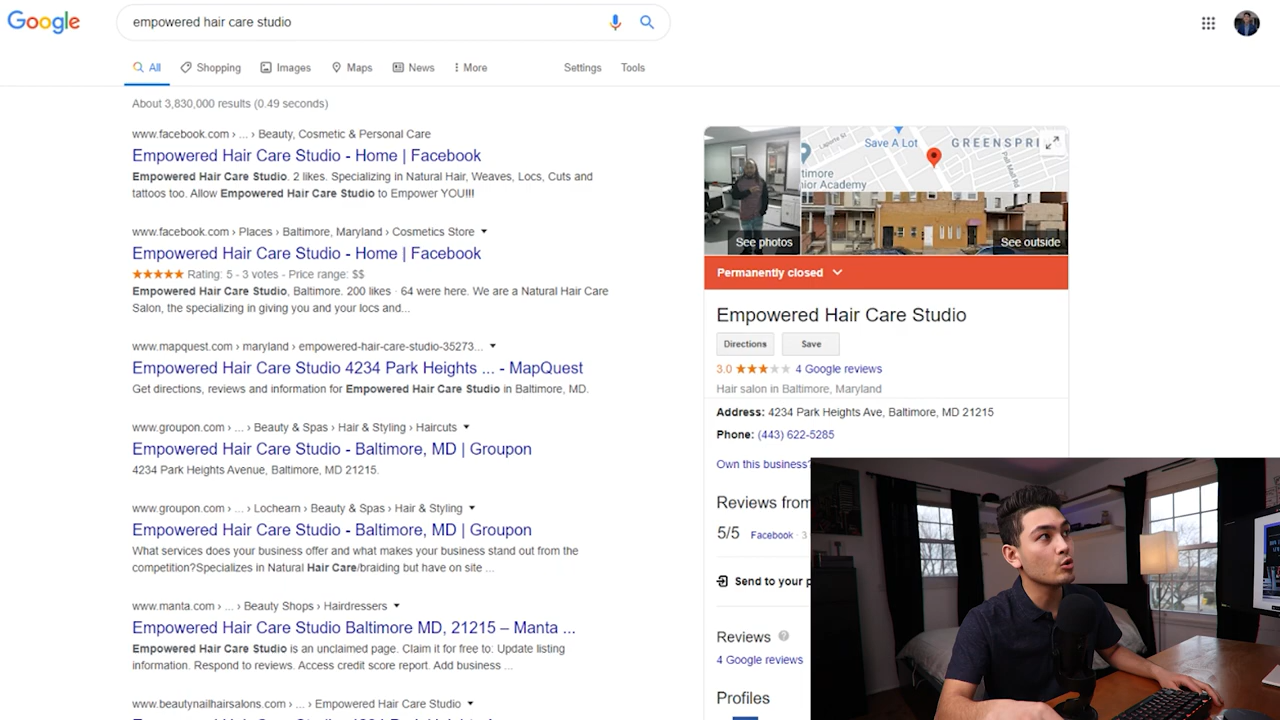 Google
empowered hair care studio
All
Shopping
Images
Maps
News
More
Settings
Tools
About 3,830,000 results (0.49 seconds)
www.facebook.com › ... › Beauty, Cosmetic & Personal Care
Empowered Hair Care Studio - Home | Facebook
Empowered Hair Care Studio. 2 likes. Specializing in Natural Hair, Weaves, Locs, Cuts and
tattoos too. Allow Empowered Hair Care Studio to Empower YOU!!!
www.facebook.com › Places › Baltimore, Maryland › Cosmetics Store
Empowered Hair Care Studio - Home | Facebook
Rating: 5 - 3 votes - Price range: $$
Empowered Hair Care Studio, Baltimore. 200 likes · 64 were here. We are a Natural Hair Care
Salon, the specializing in giving you and your locs and...
www.mapquest.com › maryland › empowered-hair-care-studio-35273...
Empowered Hair Care Studio 4234 Park Heights ... - MapQuest
Get directions, reviews and information for Empowered Hair Care Studio in Baltimore, MD.
www.groupon.com › ... › Beauty & Spas › Hair & Styling › Haircuts
Empowered Hair Care Studio - Baltimore, MD | Groupon
4234 Park Heights Avenue, Baltimore, MD 21215.
www.groupon.com › ... › Lochearn › Beauty & Spas › Hair & Styling
Empowered Hair Care Studio - Baltimore, MD | Groupon
What services does your business offer and what makes your business stand out from the
competition?Specializes in Natural Hair Care/braiding but have on site ...
www.manta.com › ... › Beauty Shops › Hairdressers
Empowered Hair Care Studio Baltimore MD, 21215 – Manta ...
Empowered Hair Care Studio is an unclaimed page. Claim it for free to: Update listing
information. Respond to reviews. Access credit score report. Add business ...
www.beautynailhairsalons.com › ... › Empowered Hair Care Studio
Save A Lot
GREENSPRI
timore
nior Academy
See photos
See outside
Permanently closed
Empowered Hair Care Studio
Directions
Save
3.0
4 Google reviews
Hair salon in Baltimore, Maryland
Address: 4234 Park Heights Ave, Baltimore, MD 21215
Phone: (443) 622-5285
Own this business?
Reviews from
5/5 Facebook · 3
Send to your p
Reviews
4 Google reviews
Profiles